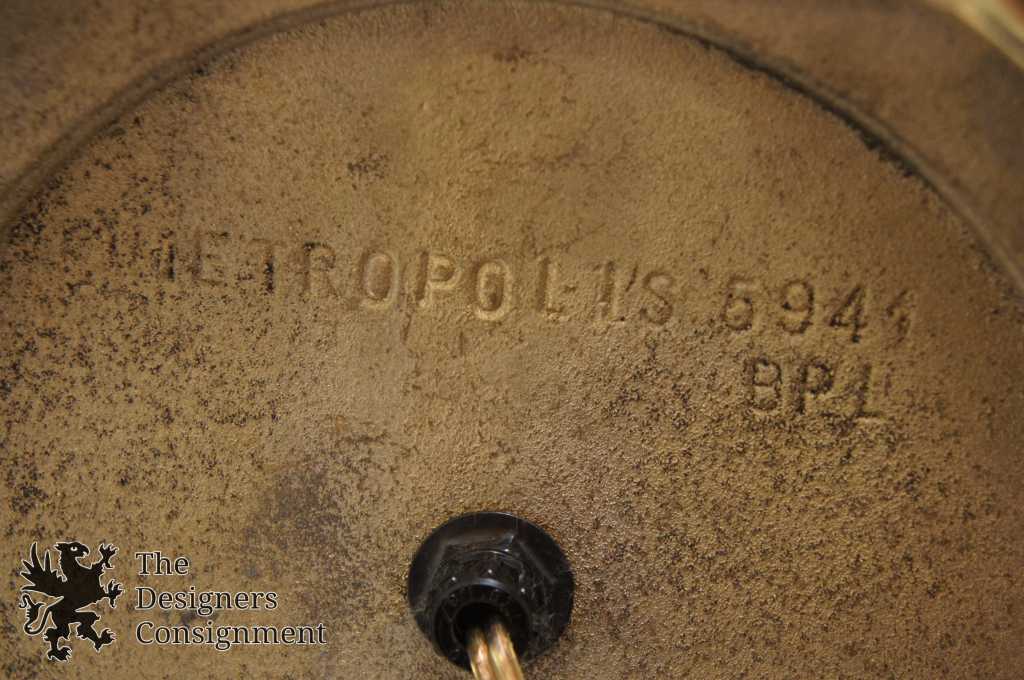 METROPOLIS 5941
BPL
The
Designers
Consignment